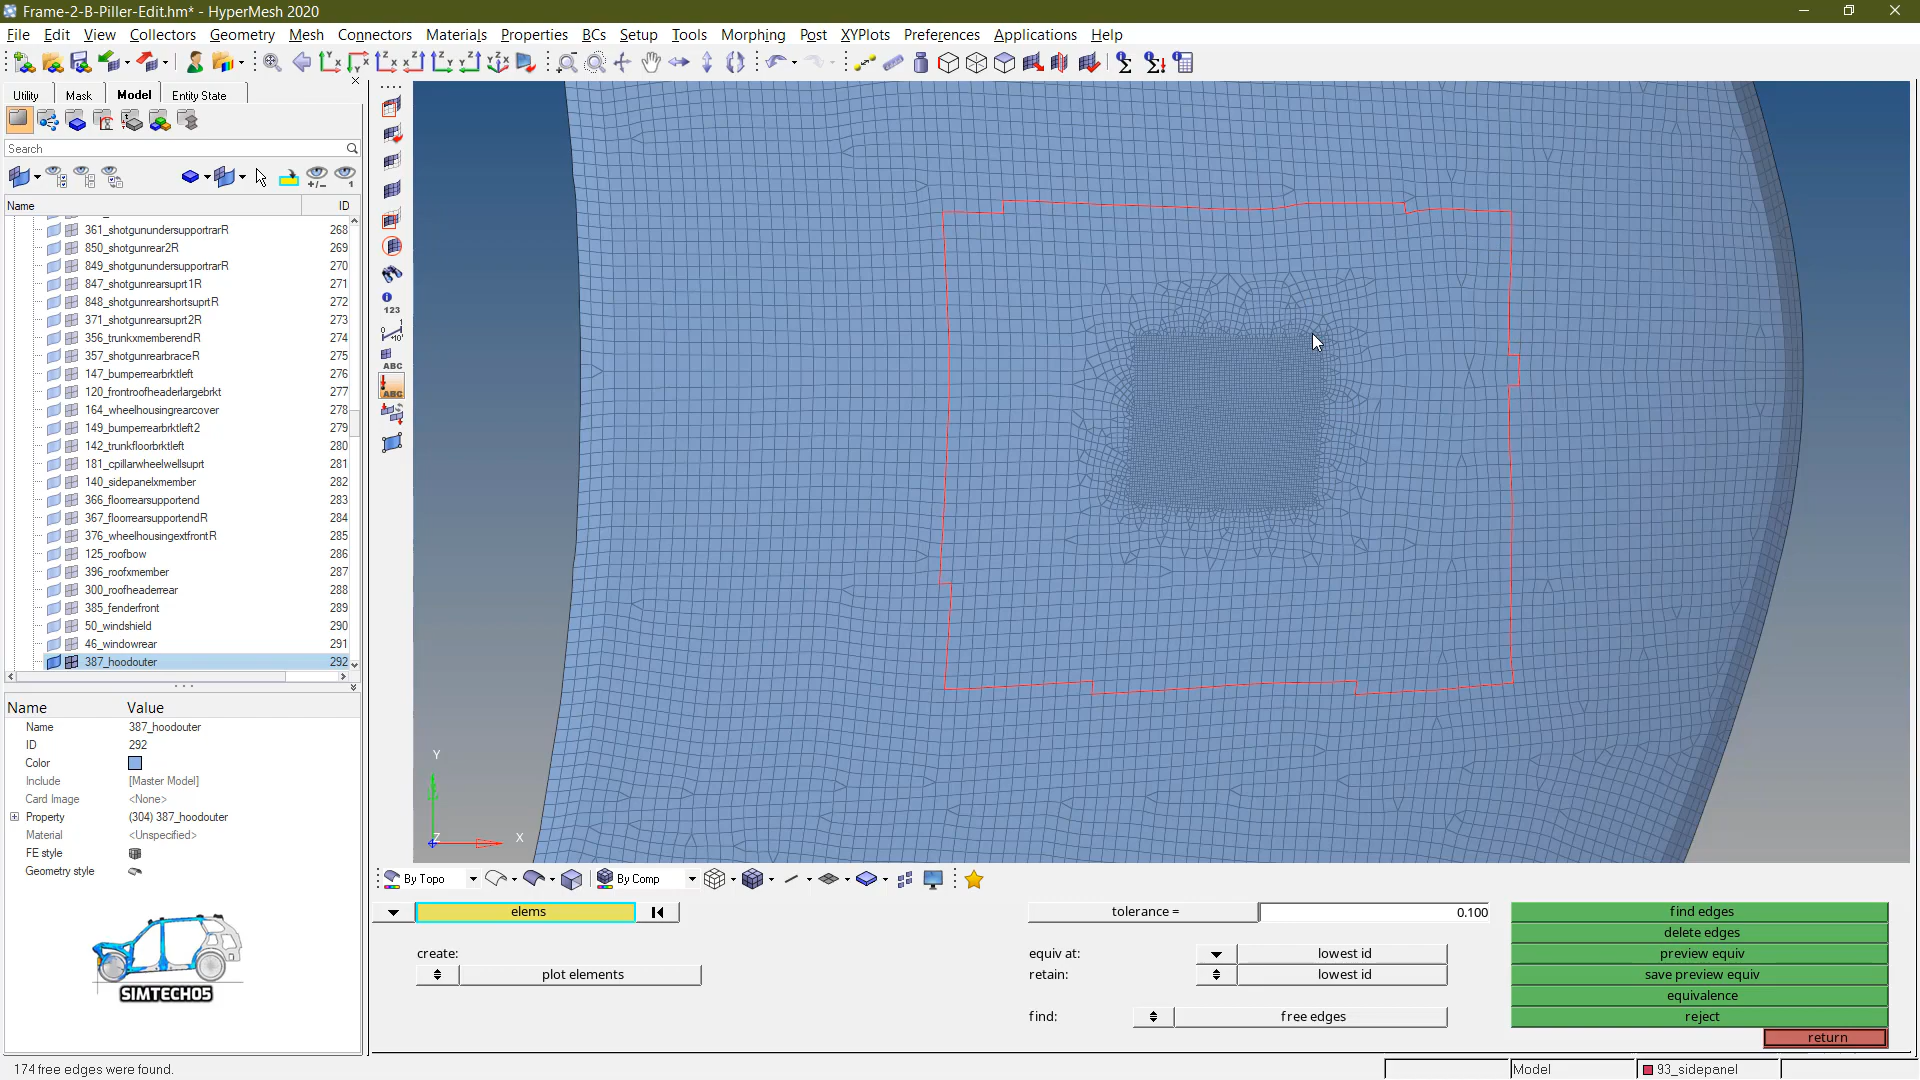 Frame-2-B-Piller-Edit.hm* - HyperMesh 2020
File Edit View Collectors Geometry Mesh Connectors Materials Properties BCs Setup Tools Morphing Post XYPlots Preferences Applications Help
Utility Mask Model Entity State
Search
Name ID
361_shotgunundersupportrarR 268
850_shotgunrear2R 269
849_shotgunundersupportrarR 270
847_shotgunrearsuprt1R 271
848_shotgunrearshortsuprtR 272
371_shotgunrearsuprt2R 273
356_trunkxmemberendR 274
357_shotgunrearbraceR 275
147_bumperrearbrktleft 276
120_frontroofheaderlargebrkt 277
164_wheelhousingrearcover 278
149_bumperrearbrktleft2 279
142_trunkfloorbrktleft 280
181_cpillarwheelwellsuprt 281
140_sidepanelxmember 282
366_floorrearsupportend 283
367_floorrearsupportendR 284
376_wheelhousingextfrontR 285
125_roofbow 286
396_roofxmember 287
300_roofheaderrear 288
385_fenderfront 289
50_windshield 290
46_windowrear 291
387_hoodouter 292
Name Value
Name 387_hoodouter
ID 292
Color
Include [Master Model]
Card Image <None>
Property (304) 387_hoodouter
Material <Unspecified>
FE style
Geometry style
SIMTECH05
123
ABC
ABC
Y
Z X
By Topo By Comp
elems
create:
plot elements
tolerance = 0.100
equiv at: lowest id
retain: lowest id
find: free edges
find edges
delete edges
preview equiv
save preview equiv
equivalence
reject
return
174 free edges were found.
Model 93_sidepanel